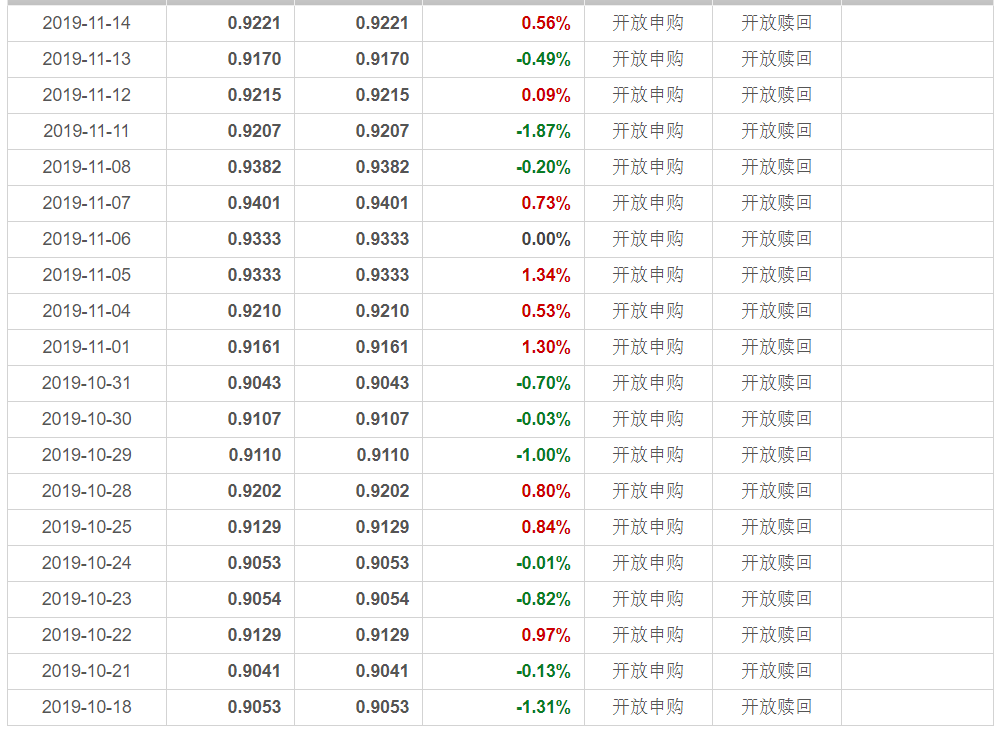 2019-11-14 0.9221 0.9221 0.56% 开放申购 开放赎回
2019-11-13 0.9170 0.9170 -0.49% 开放申购 开放赎回
2019-11-12 0.9215 0.9215 0.09% 开放申购 开放赎回
2019-11-11 0.9207 0.9207 -1.87% 开放申购 开放赎回
2019-11-08 0.9382 0.9382 -0.20% 开放申购 开放赎回
2019-11-07 0.9401 0.9401 0.73% 开放申购 开放赎回
2019-11-06 0.9333 0.9333 0.00% 开放申购 开放赎回
2019-11-05 0.9333 0.9333 1.34% 开放申购 开放赎回
2019-11-04 0.9210 0.9210 0.53% 开放申购 开放赎回
2019-11-01 0.9161 0.9161 1.30% 开放申购 开放赎回
2019-10-31 0.9043 0.9043 -0.70% 开放申购 开放赎回
2019-10-30 0.9107 0.9107 -0.03% 开放申购 开放赎回
2019-10-29 0.9110 0.9110 -1.00% 开放申购 开放赎回
2019-10-28 0.9202 0.9202 0.80% 开放申购 开放赎回
2019-10-25 0.9129 0.9129 0.84% 开放申购 开放赎回
2019-10-24 0.9053 0.9053 -0.01% 开放申购 开放赎回
2019-10-23 0.9054 0.9054 -0.82% 开放申购 开放赎回
2019-10-22 0.9129 0.9129 0.97% 开放申购 开放赎回
2019-10-21 0.9041 0.9041 -0.13% 开放申购 开放赎回
2019-10-18 0.9053 0.9053 -1.31% 开放申购 开放赎回